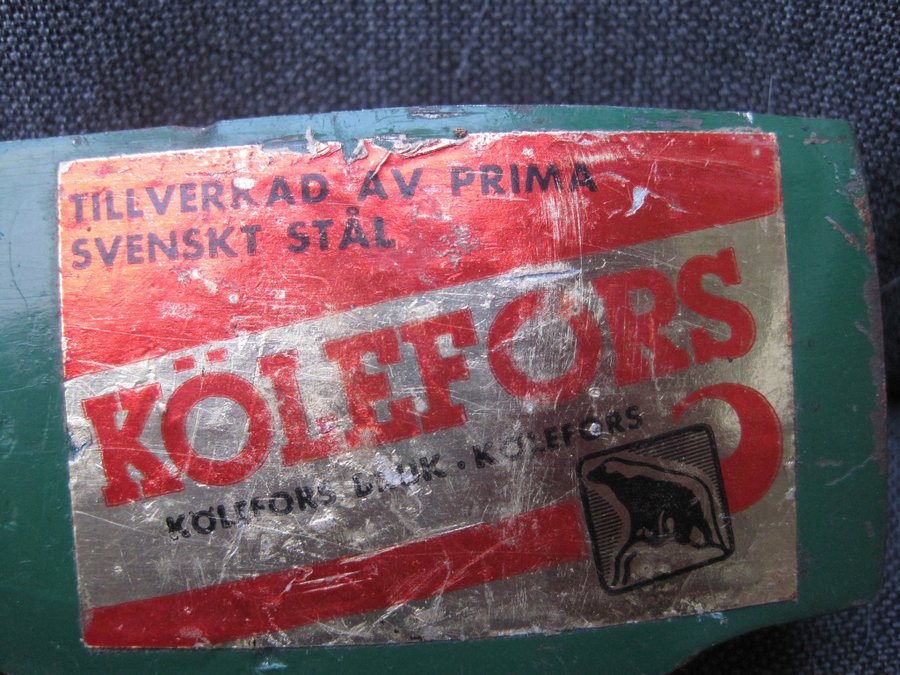 TILLVERKAD AV PRIMA
SVENSKT STÅL
KÖLEFORS
KÖLEFORS BRUK · KÖLEFORS